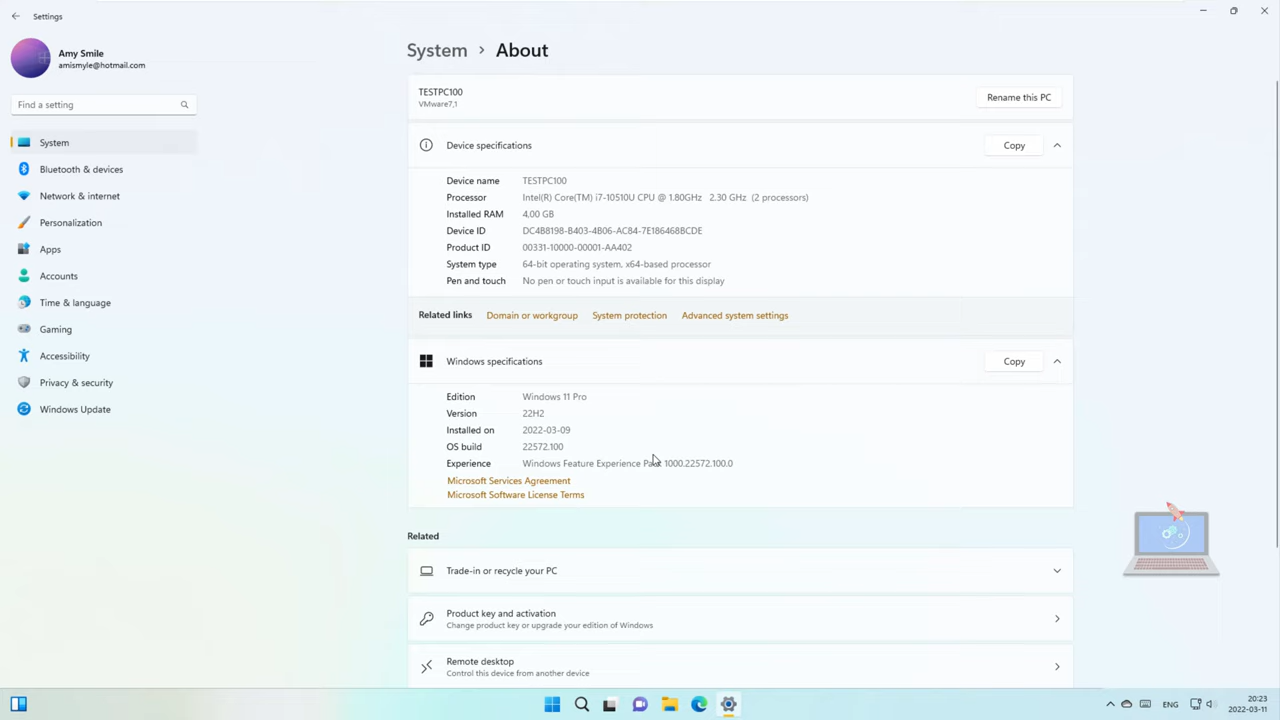 Settings
Amy Smile
amismyle@hotmail.com
Find a setting
System
Bluetooth & devices
Network & internet
Personalization
Apps
Accounts
Time & language
Gaming
Accessibility
Privacy & security
Windows Update
System > About
TESTPC100
VMware7,1
Rename this PC
Device specifications
Copy
Device name TESTPC100
Processor Intel(R) Core(TM) i7-10510U CPU @ 1.80GHz 2.30 GHz (2 processors)
Installed RAM 4,00 GB
Device ID DC4B8198-B403-4B06-AC84-7E186468BCDE
Product ID 00331-10000-00001-AA402
System type 64-bit operating system, x64-based processor
Pen and touch No pen or touch input is available for this display
Related links Domain or workgroup System protection Advanced system settings
Windows specifications
Copy
Edition Windows 11 Pro
Version 22H2
Installed on 2022-03-09
OS build 22572.100
Experience Windows Feature Experience Pack 1000.22572.100.0
Microsoft Services Agreement
Microsoft Software License Terms
Related
Trade-in or recycle your PC
Product key and activation
Change product key or upgrade your edition of Windows
Remote desktop
Control this device from another device
ENG
20:23
2022-03-11